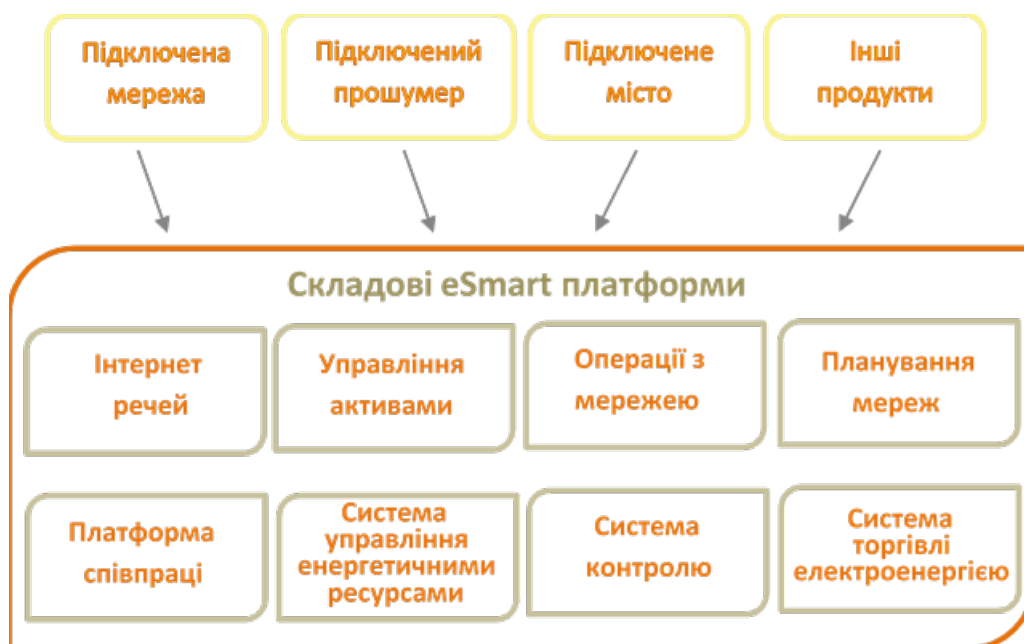 Підключена
мережа
Підключений
прошумер
Підключене
місто
Інші
продукти
Складові eSmart платформи
Інтернет
речей
Управління
активами
Операції з
мережею
Планування
мереж
Платформа
співпраці
Система
управління
енергетичними
ресурсами
Система
контролю
Система
торгівлі
електроенергією